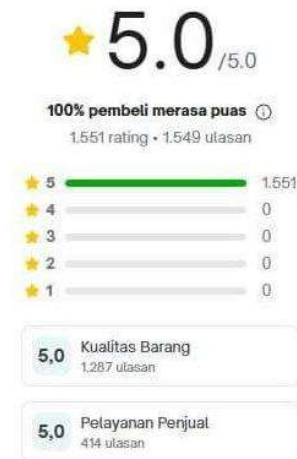 5.0/5.0
100% pembeli merasa puas
1.551 rating • 1.549 ulasan
5 1.551
4 0
3 0
2 0
1 0
5,0 Kualitas Barang
1.287 ulasan
5,0 Pelayanan Penjual
414 ulasan